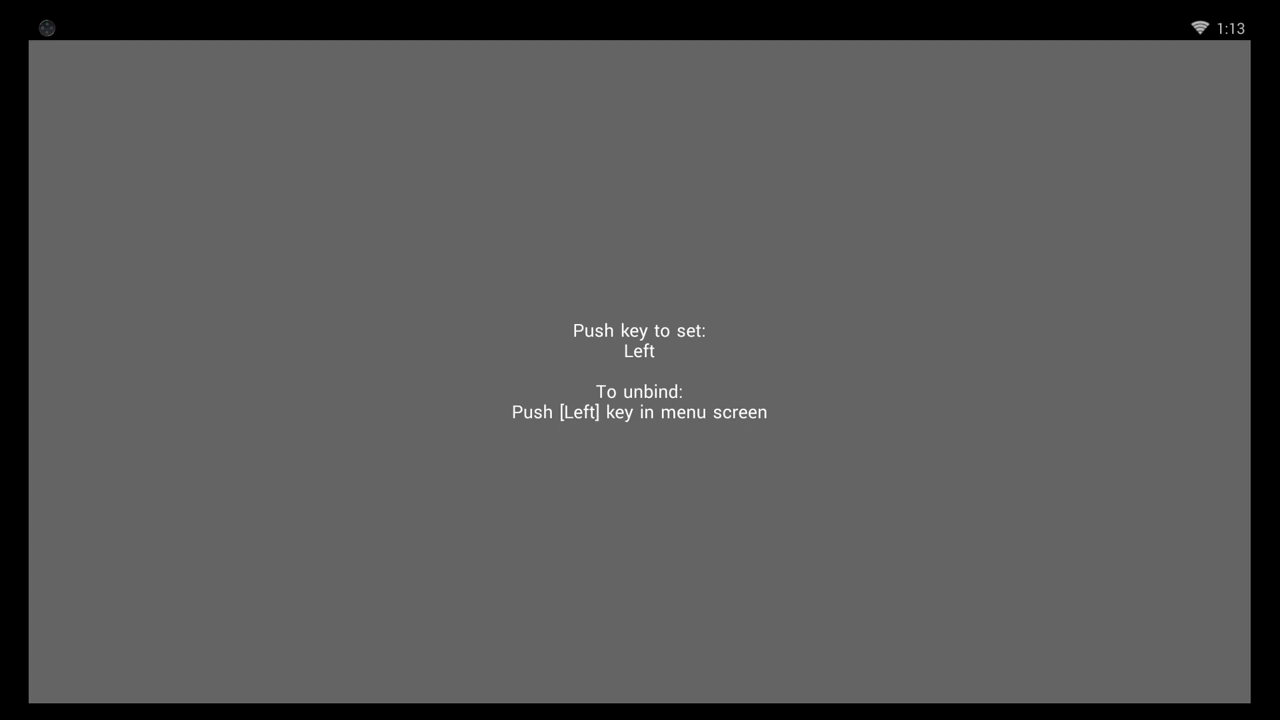 1:13
Push key to set:
Left
To unbind:
Push [Left] key in menu screen